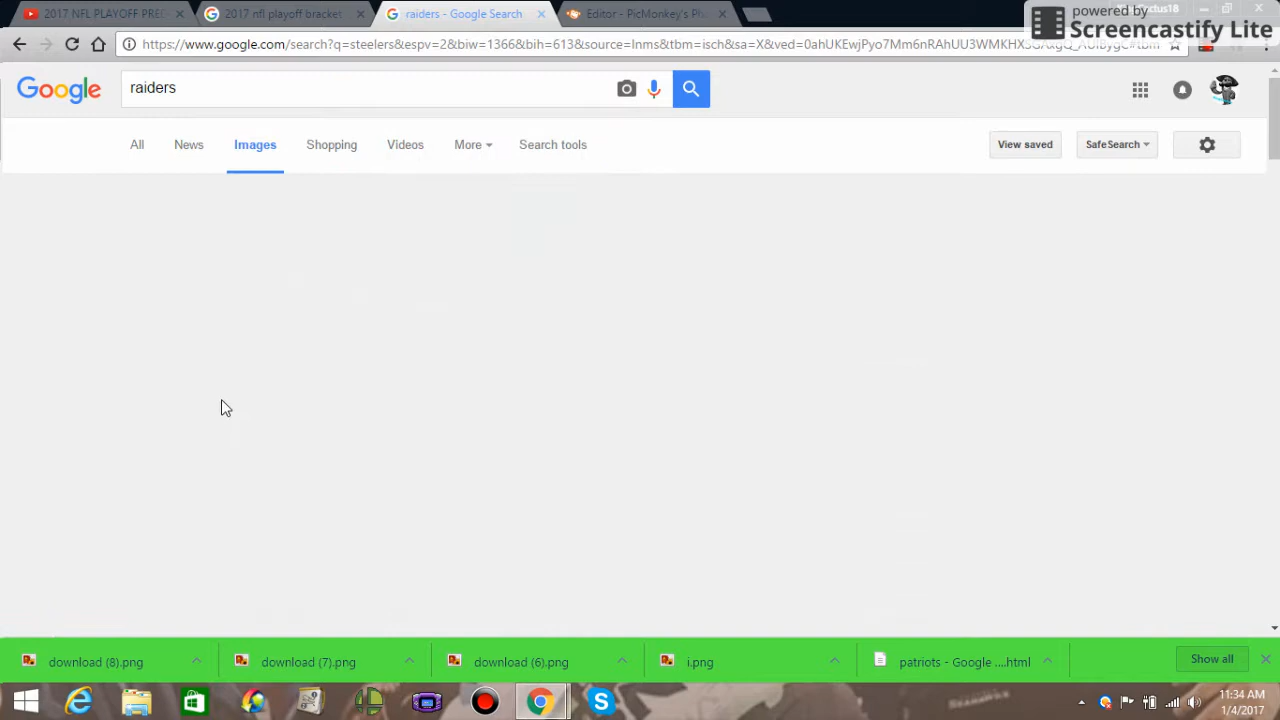 2017 NFL PLAYOFF PRED
2017 nfl playoff bracket
raiders - Google Search
Editor - PicMonkey's Ph
powered by
Screencastify Lite
https://www.google.com/search?q=steelers&espv=2&biw=136
&bih=613&source=lnms&tbm=isch&sa=X&ved=
Google
raiders
All
News
Images
Shopping
Videos
More
Search tools
View saved
SafeSearch
download (8).png
download (7).png
download (6).png
i.png
patriots - Google ....html
Show all
SEAHAWKS
11:34 AM
1/4/2017